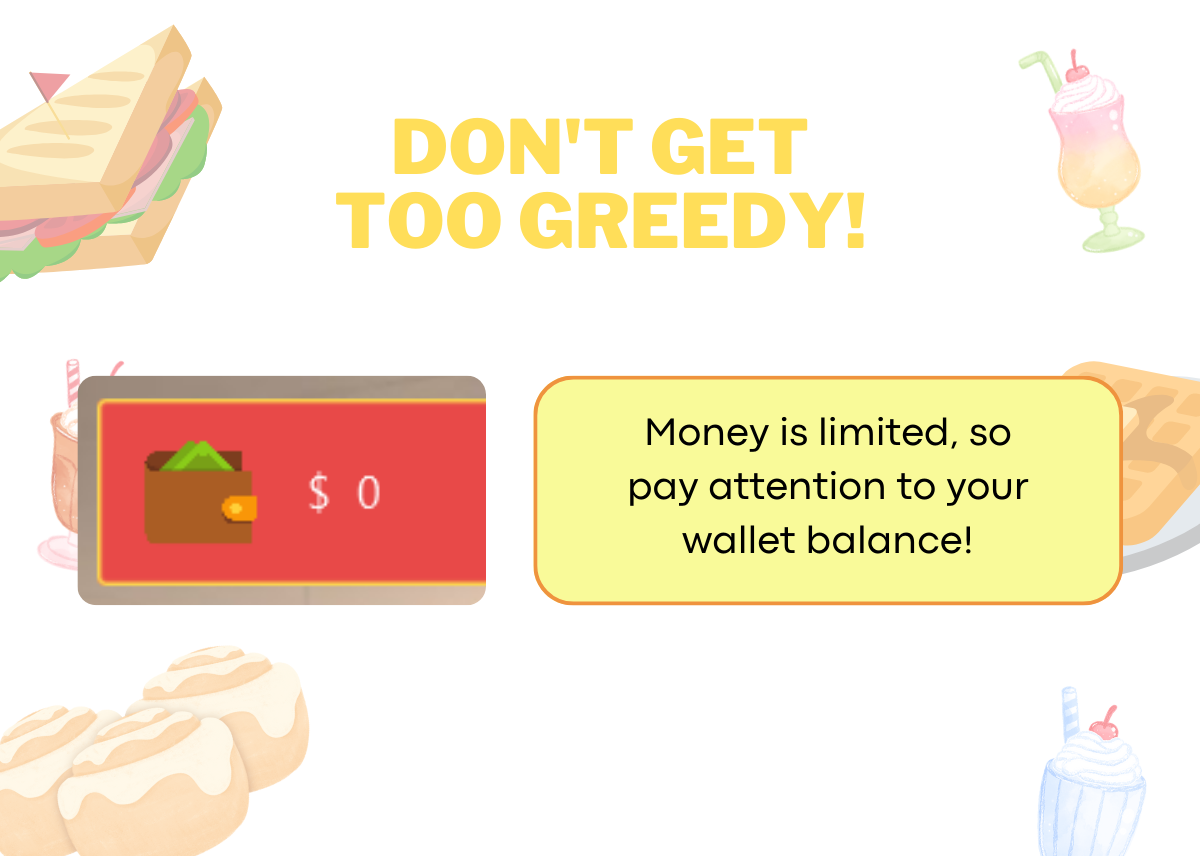 DON'T GET
TOO GREEDY!
$ 0
Money is limited, so
pay attention to your
wallet balance!